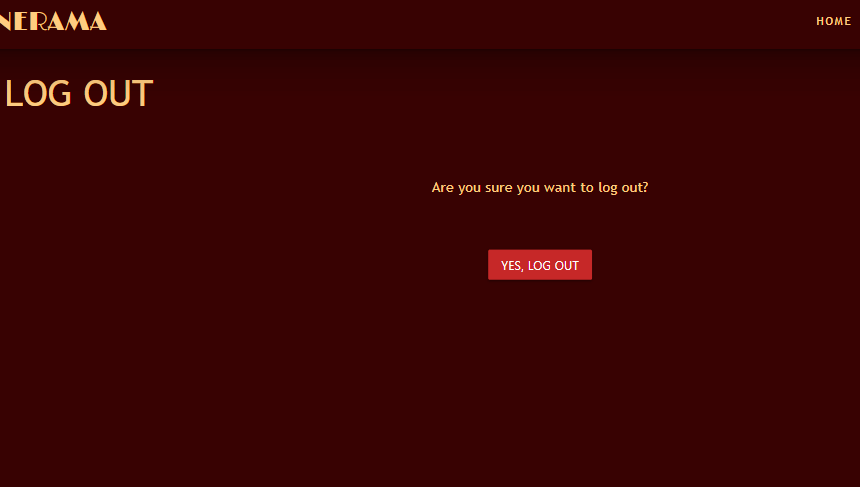 NERAMA
HOME
LOG OUT
Are you sure you want to log out?
YES, LOG OUT